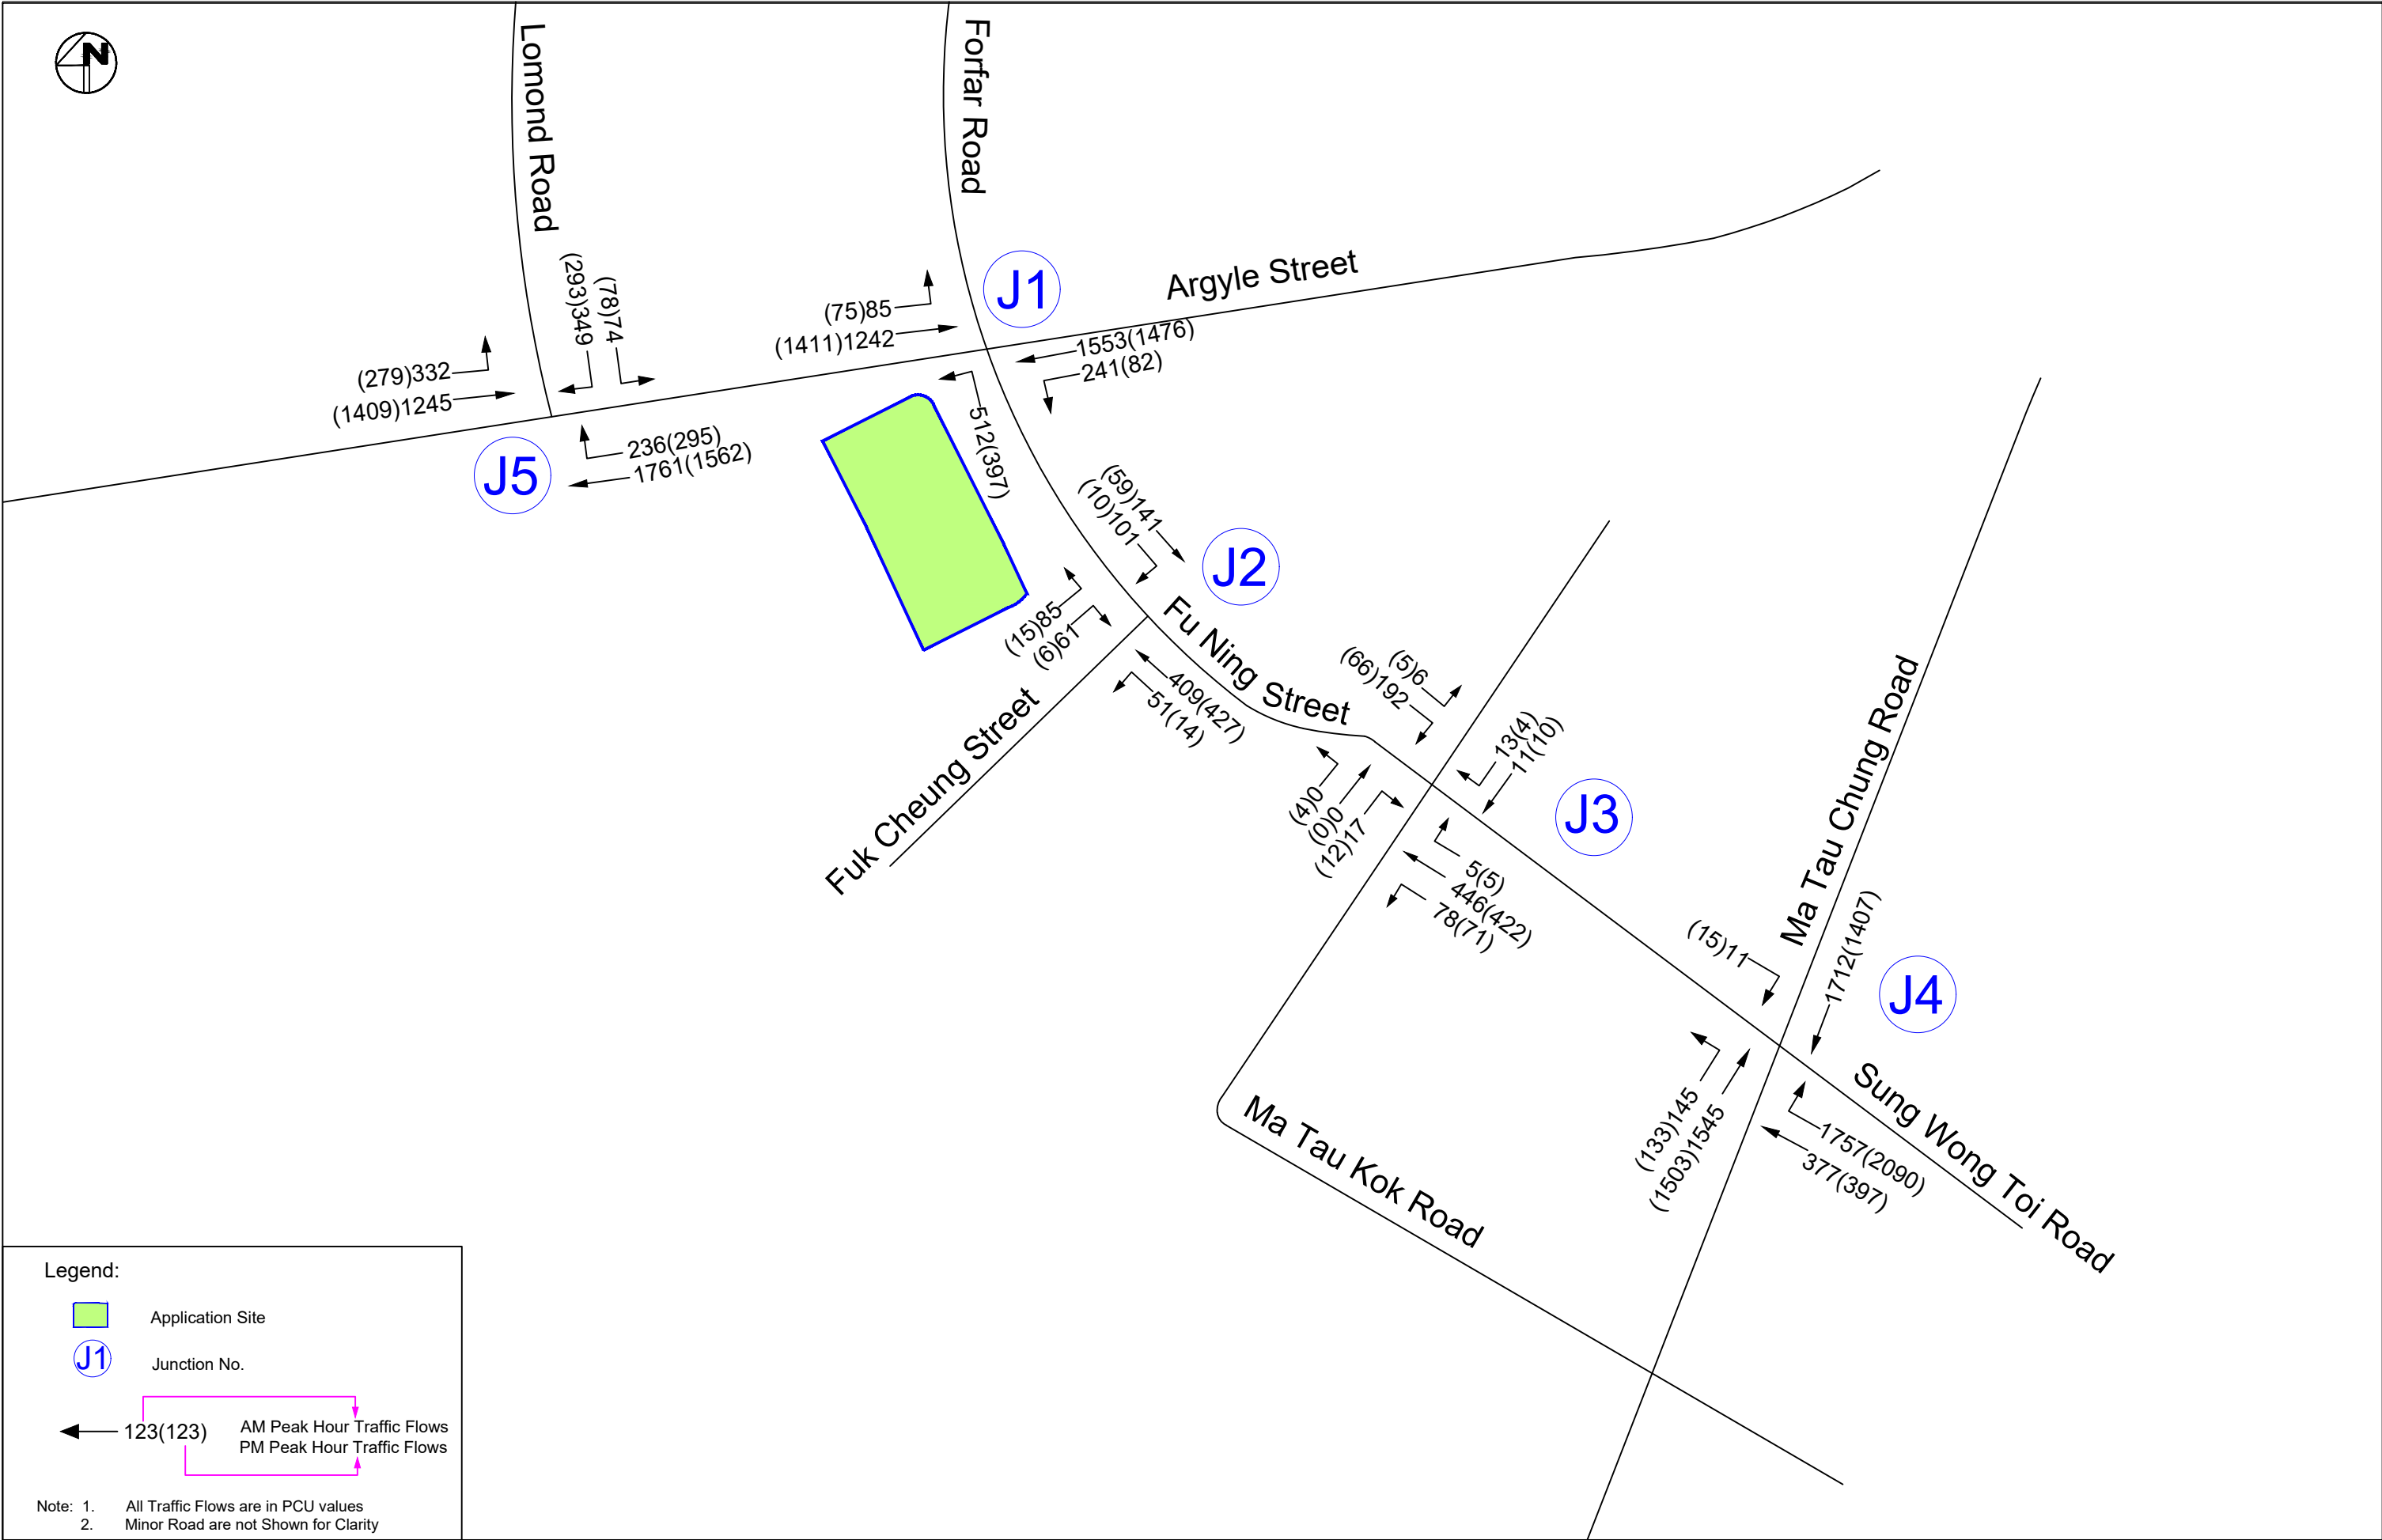 N
Lomond Road
Forfar Road
Argyle Street
J1
(75)85
(1411)1242
1553(1476)
241(82)
512(397)
(293)349
(78)74
(279)332
(1409)1245
236(295)
1761(1562)
J5
(59)141
(10)101
J2
(15)85
(6)61
409(427)
51(14)
Fu Ning Street
Fuk Cheung Street
(5)6
(66)192
13(4)
11(10)
(4)0
(0)0
(12)17
5(5)
446(422)
78(71)
J3
Ma Tau Chung Road
(15)11
1712(1407)
J4
(133)145
(1503)1545
1757(2090)
377(397)
Sung Wong Toi Road
Ma Tau Kok Road
Legend:
Application Site
J1
Junction No.
123(123)
AM Peak Hour Traffic Flows
PM Peak Hour Traffic Flows
Note: 1. All Traffic Flows are in PCU values
2. Minor Road are not Shown for Clarity